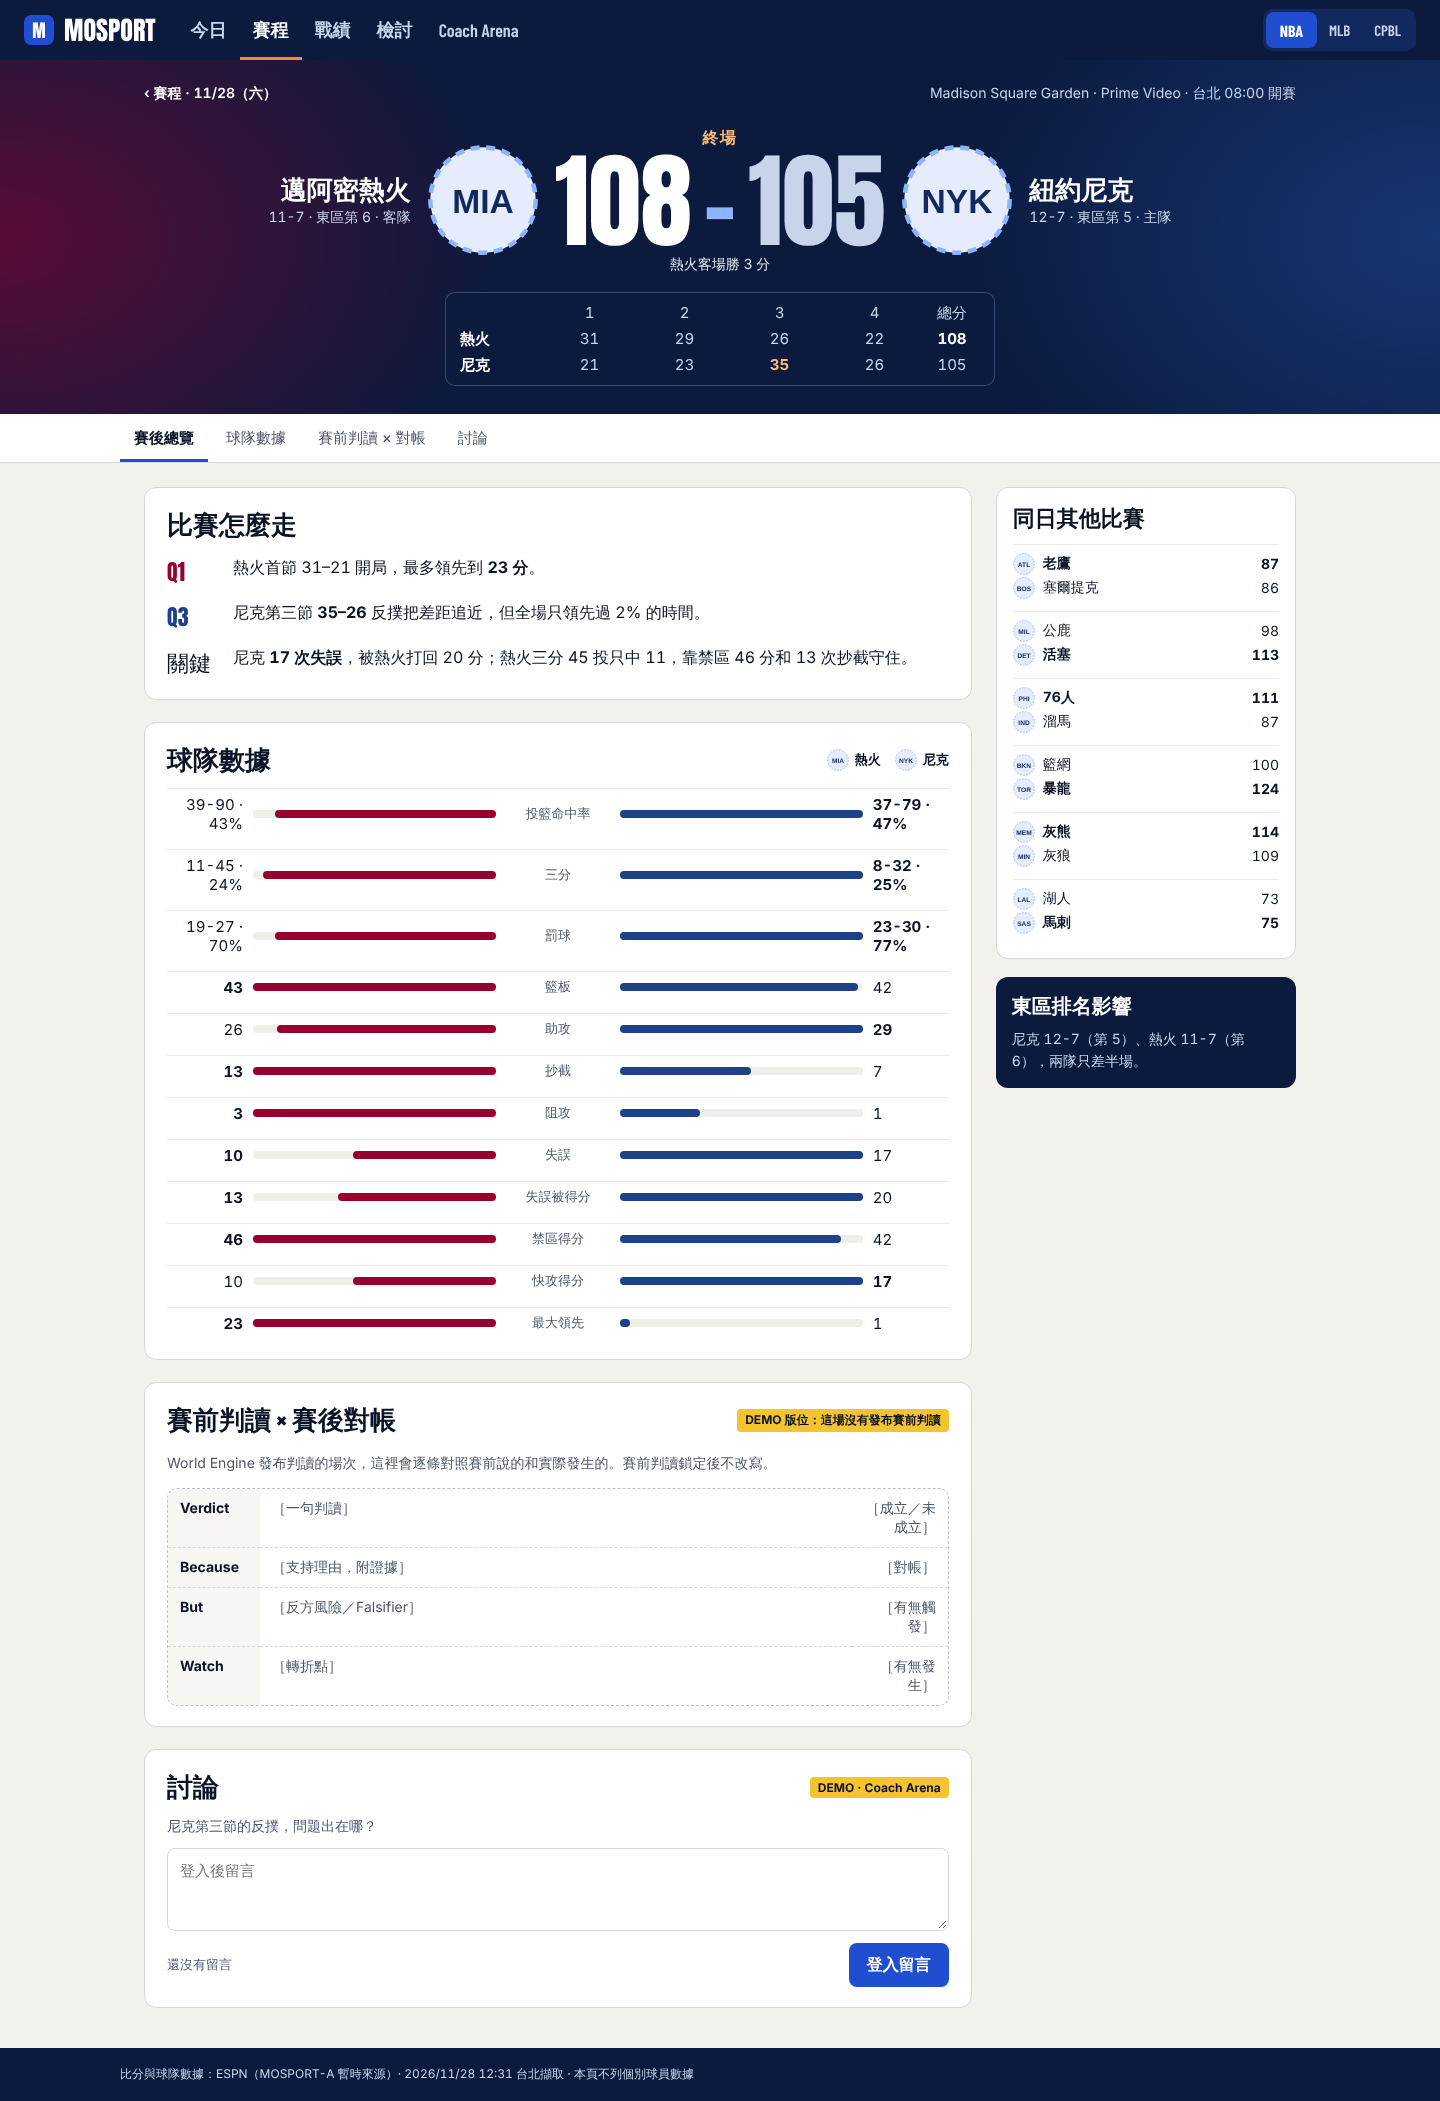 M MOSPORT 今日 賽程 戰績 檢討 Coach Arena NBA MLB CPBL
‹ 賽程 · 11/28（六）
Madison Square Garden · Prime Video · 台北 08:00 開賽
終場
邁阿密熱火
11-7 · 東區第 6 · 客隊
MIA
108 - 105
NYK
紐約尼克
12-7 · 東區第 5 · 主隊
熱火客場勝 3 分
1 2 3 4 總分
熱火 31 29 26 22 108
尼克 21 23 35 26 105
賽後總覽 球隊數據 賽前判讀 × 對帳 討論
比賽怎麼走
Q1 熱火首節 31–21 開局，最多領先到 23 分。
Q3 尼克第三節 35–26 反撲把差距追近，但全場只領先過 2% 的時間。
關鍵 尼克 17 次失誤，被熱火打回 20 分；熱火三分 45 投只中 11，靠禁區 46 分和 13 次抄截守住。
球隊數據
MIA 熱火 NYK 尼克
39-90 · 43% 投籃命中率 37-79 · 47%
11-45 · 24% 三分 8-32 · 25%
19-27 · 70% 罰球 23-30 · 77%
43 籃板 42
26 助攻 29
13 抄截 7
3 阻攻 1
10 失誤 17
13 失誤被得分 20
46 禁區得分 42
10 快攻得分 17
23 最大領先 1
賽前判讀 × 賽後對帳
DEMO 版位：這場沒有發布賽前判讀
World Engine 發布判讀的場次，這裡會逐條對照賽前說的和實際發生的。賽前判讀鎖定後不改寫。
Verdict ［一句判讀］ ［成立／未成立］
Because ［支持理由，附證據］ ［對帳］
But ［反方風險／Falsifier］ ［有無觸發］
Watch ［轉折點］ ［有無發生］
討論
DEMO · Coach Arena
尼克第三節的反撲，問題出在哪？
登入後留言
還沒有留言
登入留言
同日其他比賽
ATL 老鷹 87
BOS 塞爾提克 86
MIL 公鹿 98
DET 活塞 113
PHI 76人 111
IND 溜馬 87
BKN 籃網 100
TOR 暴龍 124
MEM 灰熊 114
MIN 灰狼 109
LAL 湖人 73
SAS 馬刺 75
東區排名影響
尼克 12-7（第 5）、熱火 11-7（第
6），兩隊只差半場。
比分與球隊數據：ESPN（MOSPORT-A 暫時來源）· 2026/11/28 12:31 台北擷取 · 本頁不列個別球員數據